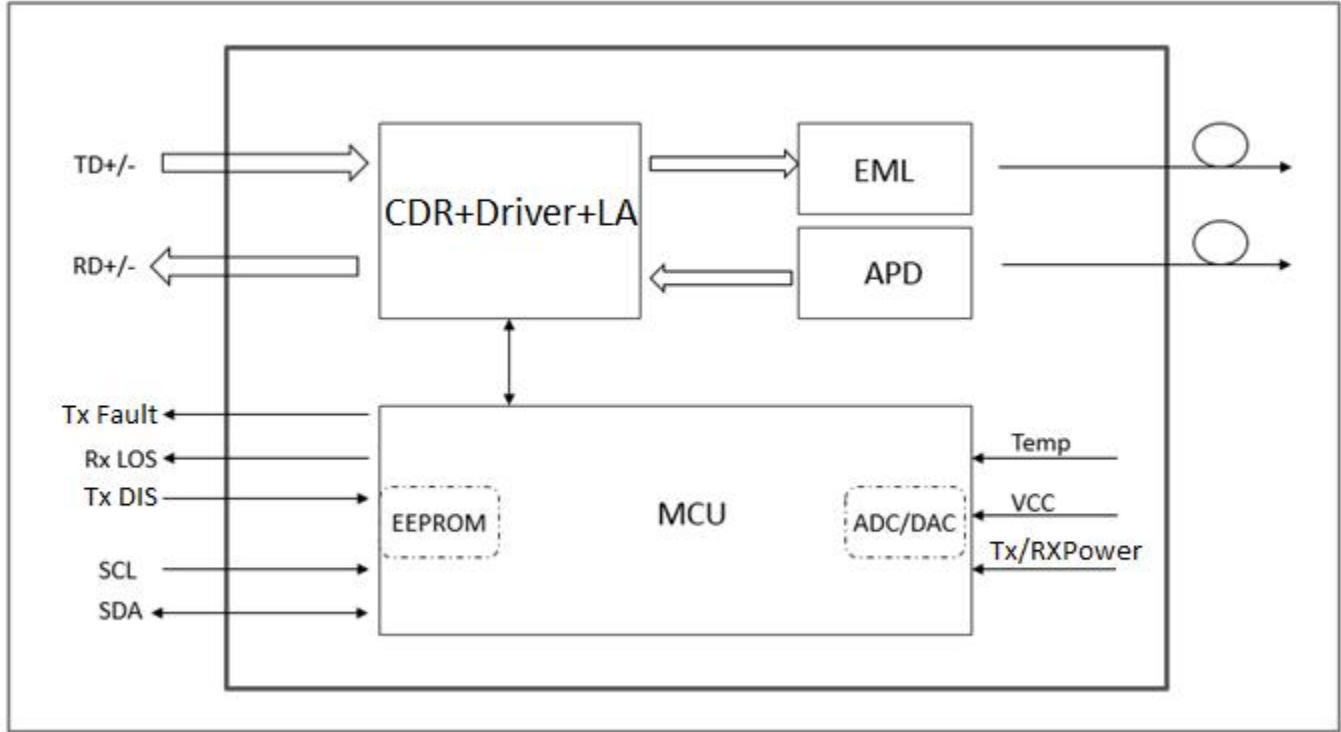 TD+/-
CDR+Driver+LA
EML
RD+/-
APD
Tx Fault
Rx LOS
Temp
Tx DIS
VCC
EEPROM
MCU
ADC/DAC
Tx/RXPower
SCL
SDA